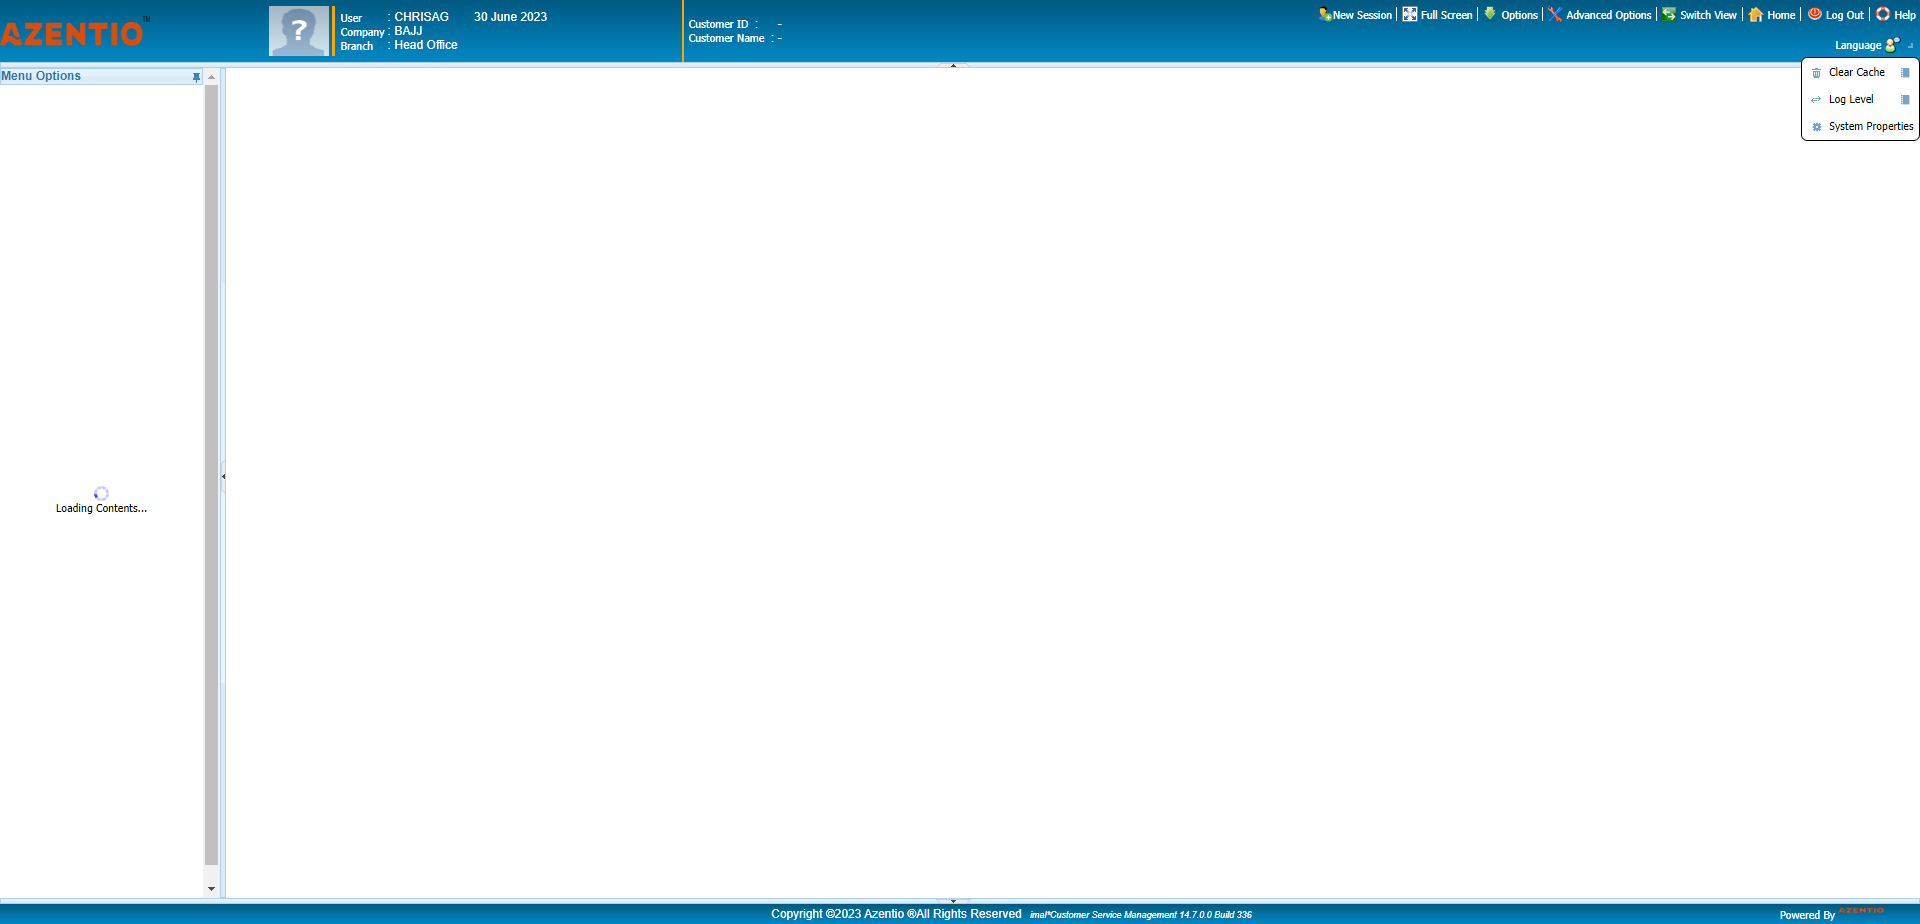 AZENTIO™
User : CHRISAG 30 June 2023
Company : BAJJ
Branch : Head Office
Customer ID : -
Customer Name : -
New Session | Full Screen | Options | Advanced Options | Switch View | Home | Log Out | Help
Language
Menu Options
Clear Cache
Log Level
System Properties
Loading Contents...
Copyright ©2023 Azentio ®All Rights Reserved imal*Customer Service Management 14.7.0.0 Build 336
Powered By AZENTIO